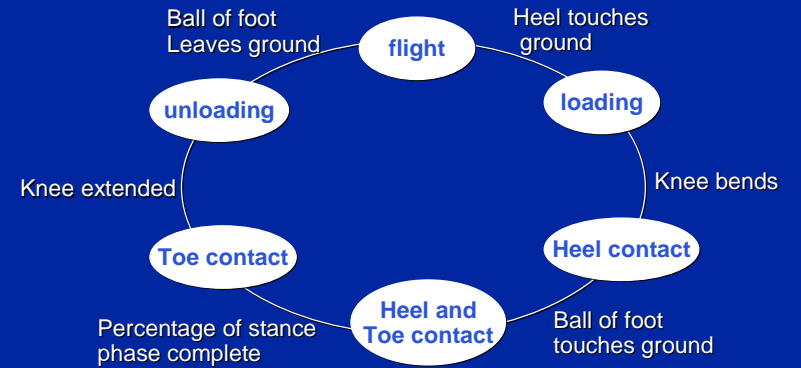 Ball of foot
Leaves ground
flight
Heel touches
ground
unloading
loading
Knee extended
Knee bends
Toe contact
Heel contact
Heel and
Toe contact
Percentage of stance
phase complete
Ball of foot
touches ground